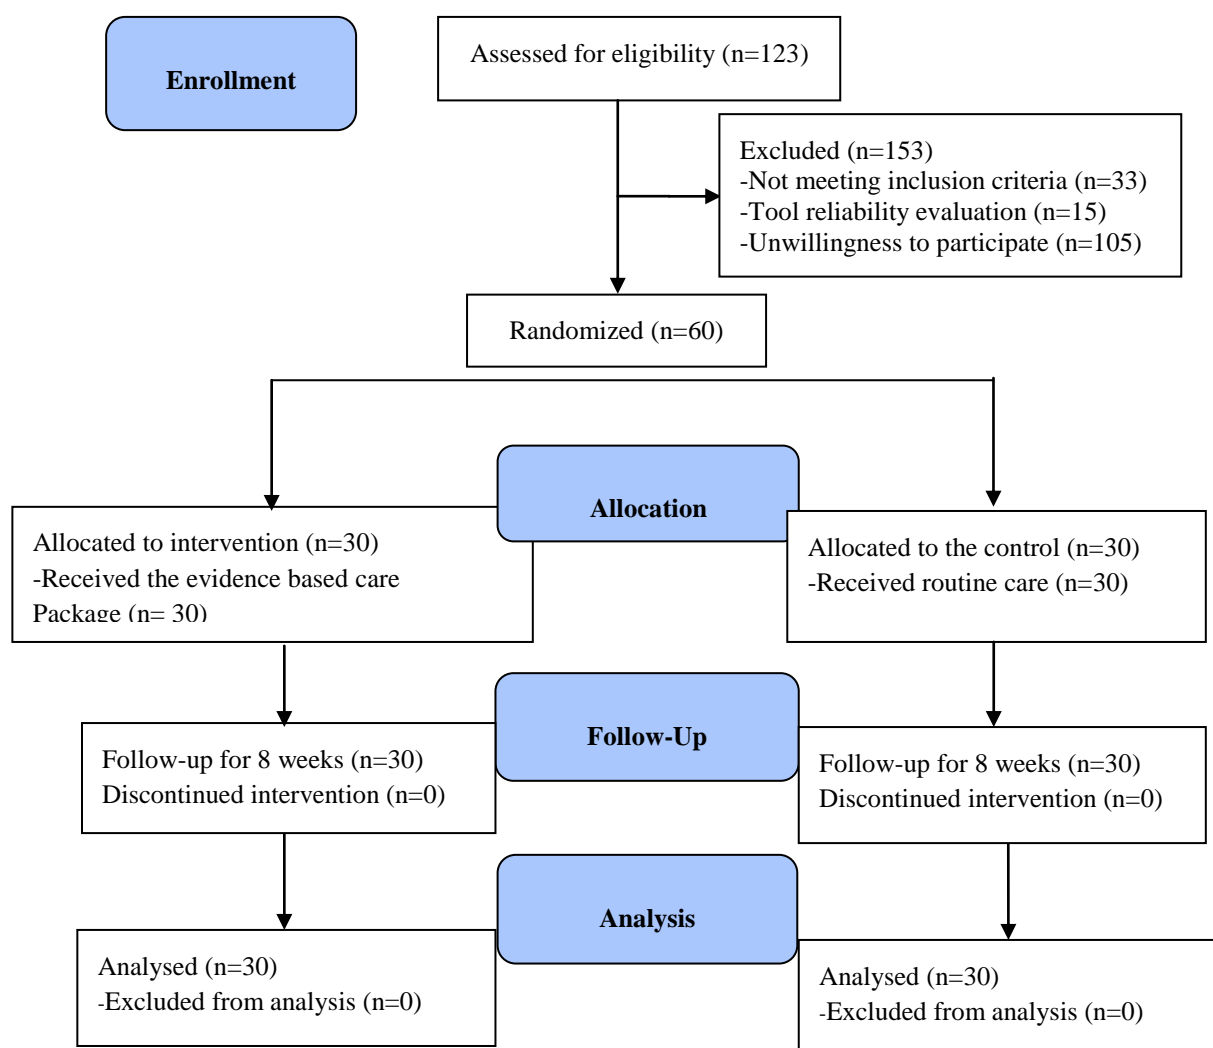 Enrollment
Assessed for eligibility (n=123)
Excluded (n=153)
-Not meeting inclusion criteria (n=33)
-Tool reliability evaluation (n=15)
-Unwillingness to participate (n=105)
Randomized (n=60)
Allocation
Allocated to intervention (n=30)
-Received the evidence based care
Package (n= 30)
Allocated to the control (n=30)
-Received routine care (n=30)
Follow-Up
Follow-up for 8 weeks (n=30)
Discontinued intervention (n=0)
Follow-up for 8 weeks (n=30)
Discontinued intervention (n=0)
Analysis
Analysed (n=30)
-Excluded from analysis (n=0)
Analysed (n=30)
-Excluded from analysis (n=0)